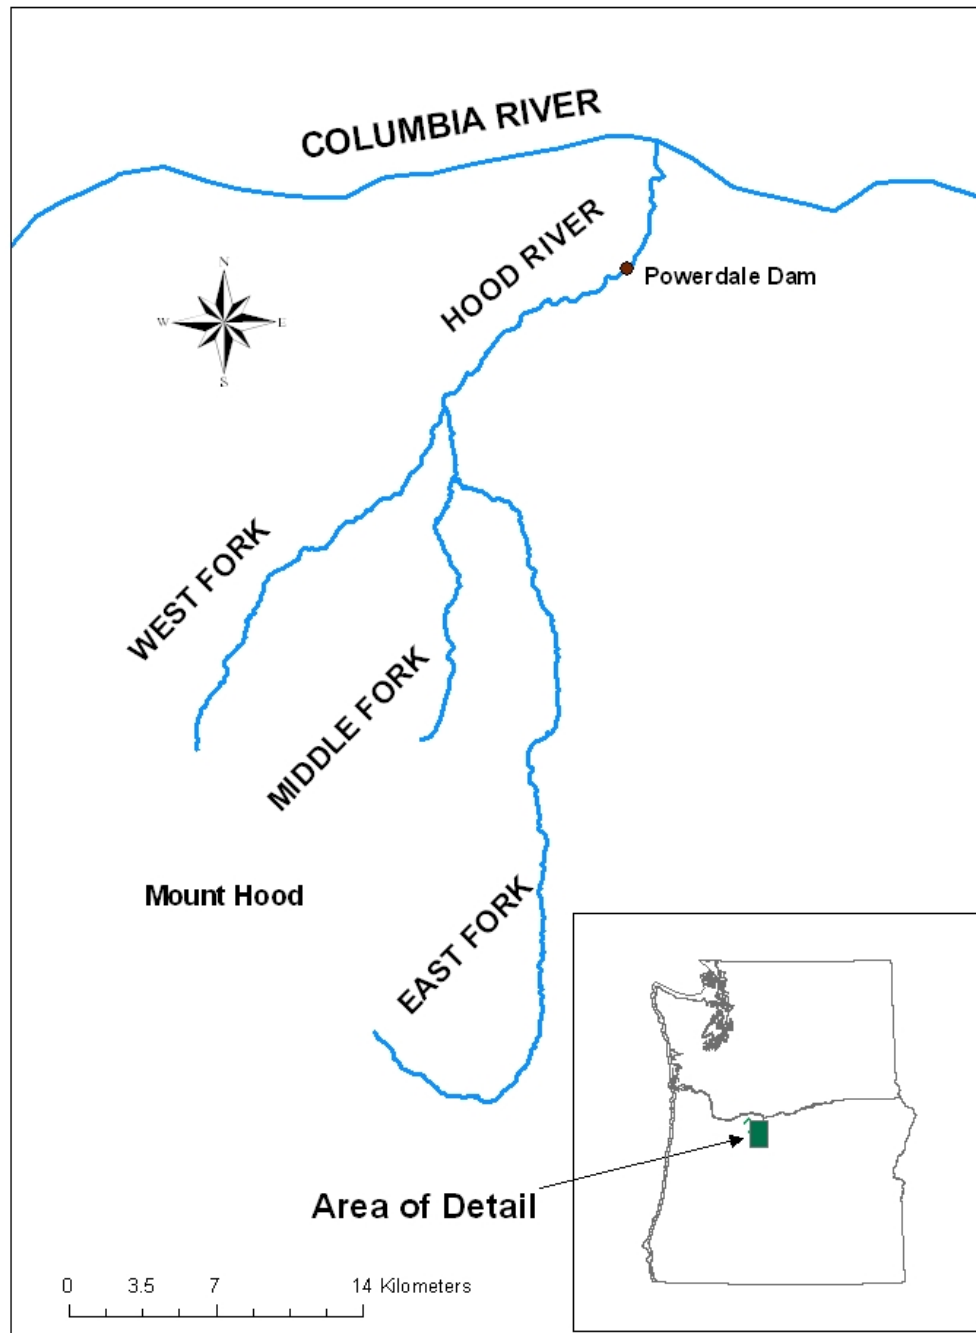 COLUMBIA RIVER
HOOD RIVER
Powerdale Dam
N
W
E
S
WEST FORK
MIDDLE FORK
Mount Hood
EAST FORK
Area of Detail
0 3.5 7 14 Kilometers